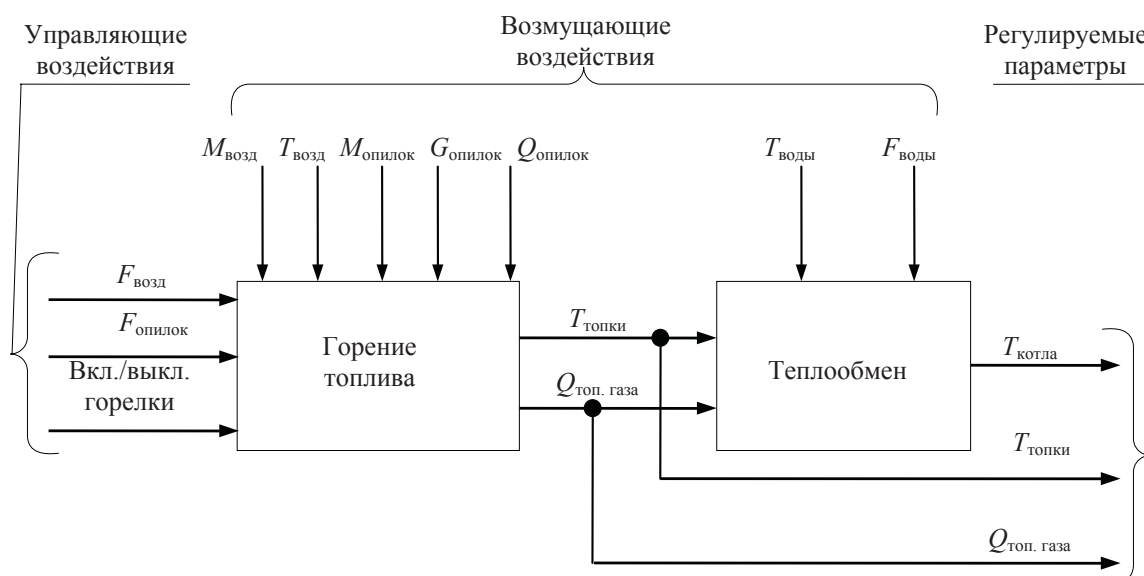 Управляющие
воздействия
Возмущающие
воздействия
Регулируемые
параметры
Mвозд
Tвозд
Mопилок
Gопилок
Qопилок
Tводы
Fводы
Fвозд
Fопилок
Вкл./выкл.
горелки
Горение
топлива
Tтопки
Qтоп. газа
Теплообмен
Tкотла
Tтопки
Qтоп. газа